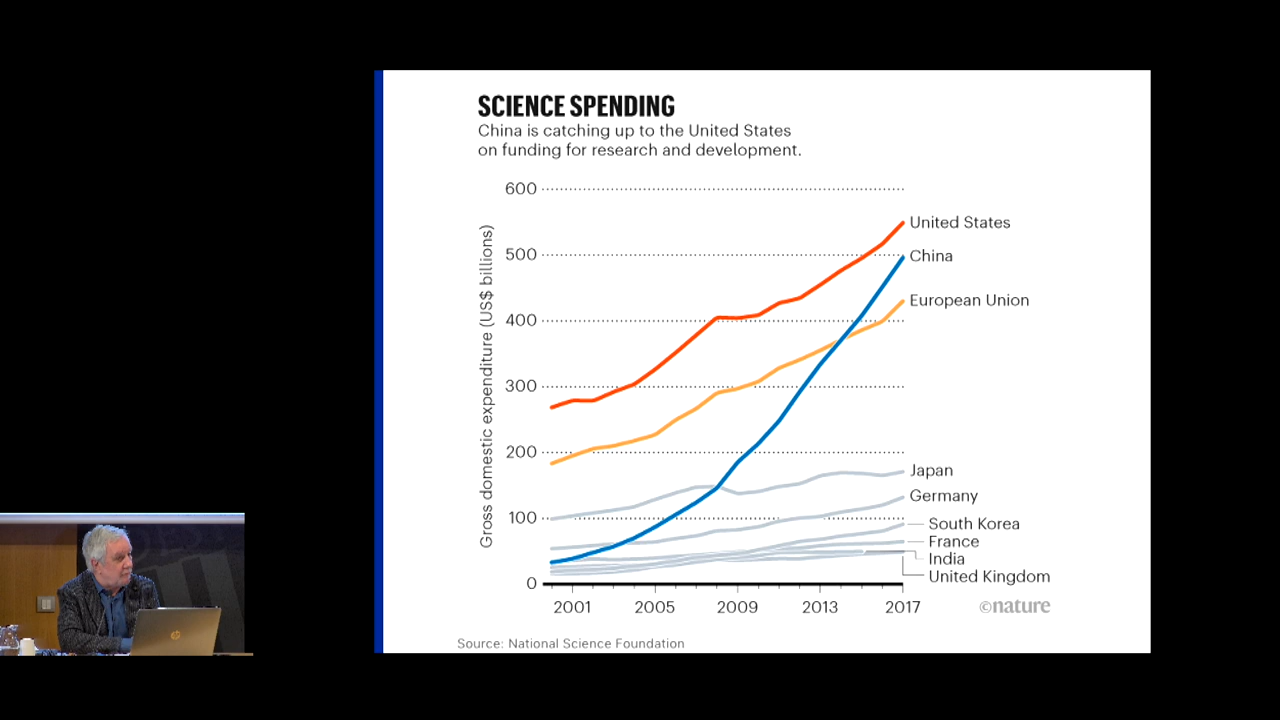 SCIENCE SPENDING
China is catching up to the United States
on funding for research and development.
Gross domestic expenditure (US$ billions)
600
500
400
300
200
100
0
United States
China
European Union
Japan
Germany
South Korea
France
India
United Kingdom
2001 2005 2009 2013 2017
©nature
Source: National Science Foundation
hp